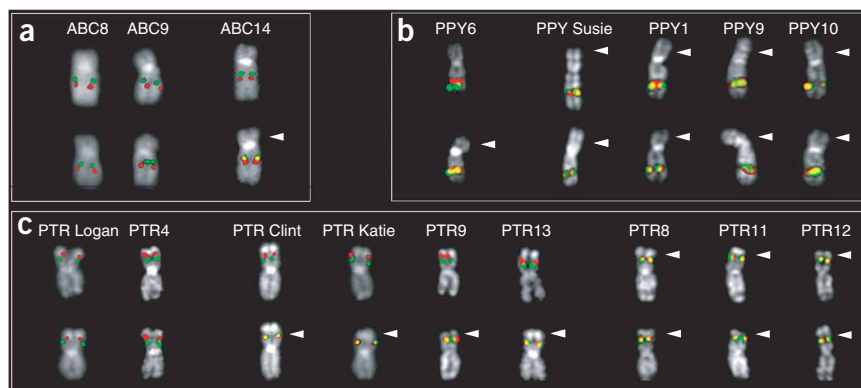 a
ABC8 ABC9 ABC14
b
PPY6 PPY Susie PPY1 PPY9 PPY10
c
PTR Logan PTR4 PTR Clint PTR Katie PTR9 PTR13 PTR8 PTR11 PTR12